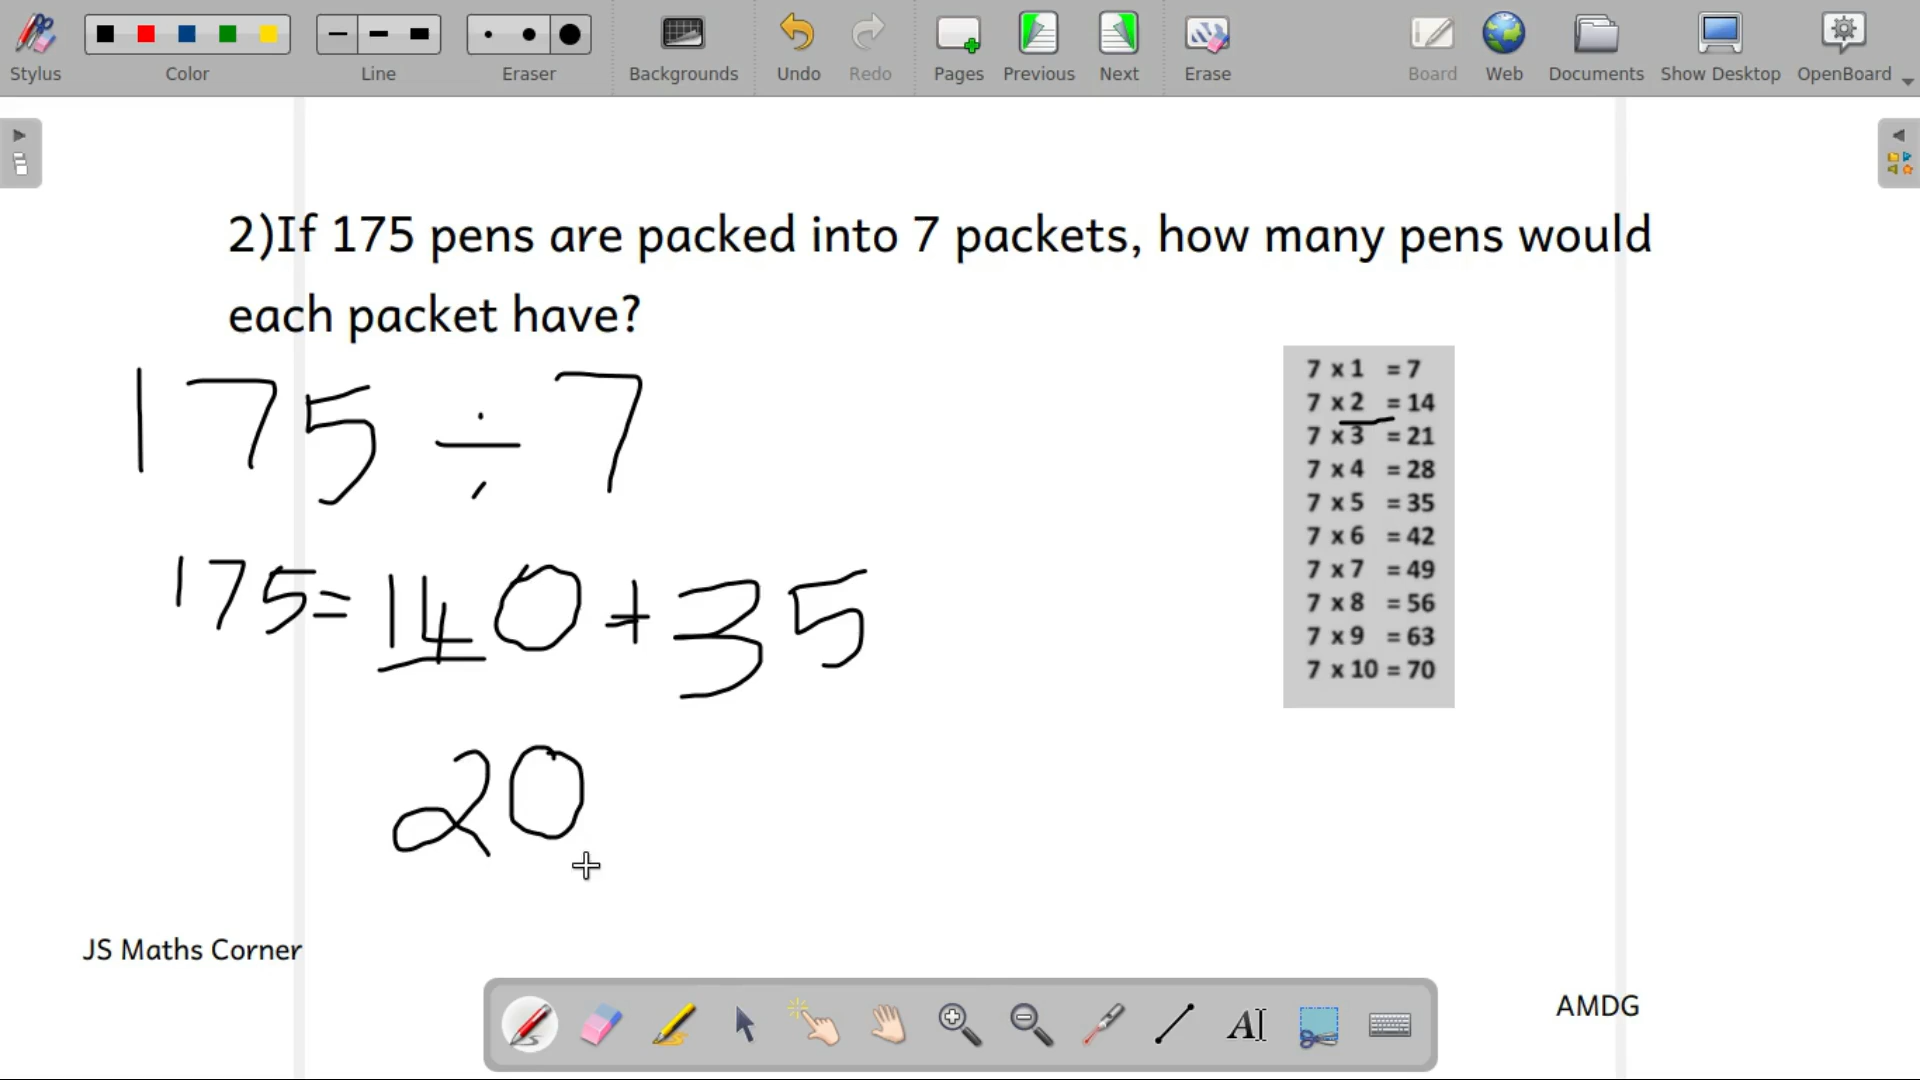 Stylus Color Line Eraser Backgrounds Undo Redo Pages Previous Next Erase Board Web Documents Show Desktop OpenBoard
2)If 175 pens are packed into 7 packets, how many pens would
each packet have?
175 ÷ 7
175= 140 + 35
20
7 x 1 = 7
7 x 2 = 14
7 x 3 = 21
7 x 4 = 28
7 x 5 = 35
7 x 6 = 42
7 x 7 = 49
7 x 8 = 56
7 x 9 = 63
7 x 10 = 70
JS Maths Corner
AMDG
AI